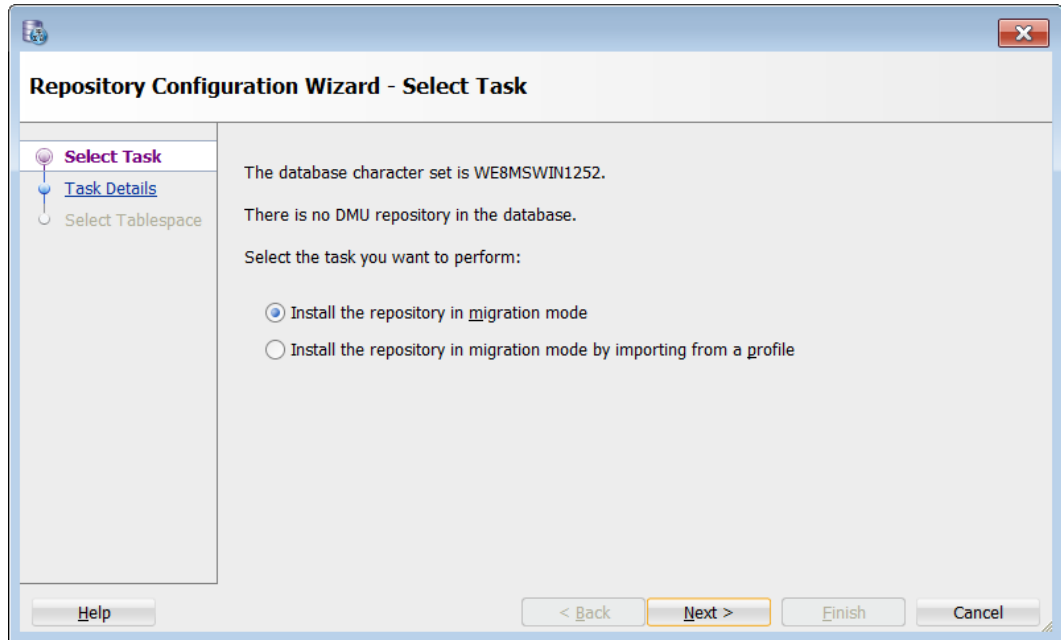 Repository Configuration Wizard - Select Task
Select Task
Task Details
Select Tablespace
The database character set is WE8MSWIN1252.
There is no DMU repository in the database.
Select the task you want to perform:
Install the repository in migration mode
Install the repository in migration mode by importing from a profile
Help
< Back
Next >
Finish
Cancel